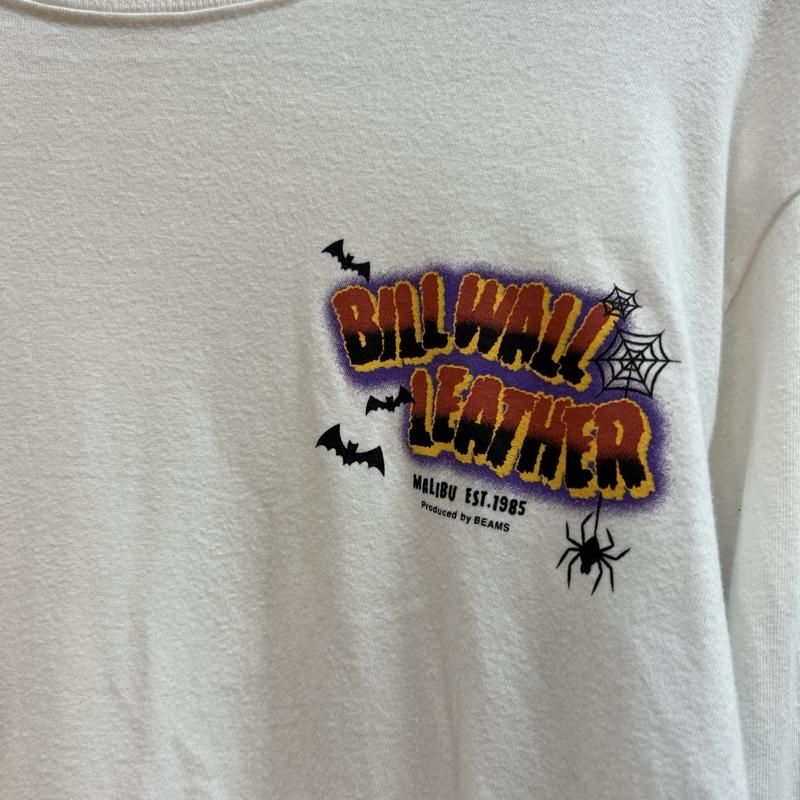 BILL WALL
LEATHER
MALIBU EST.1985
Produced by BEAMS